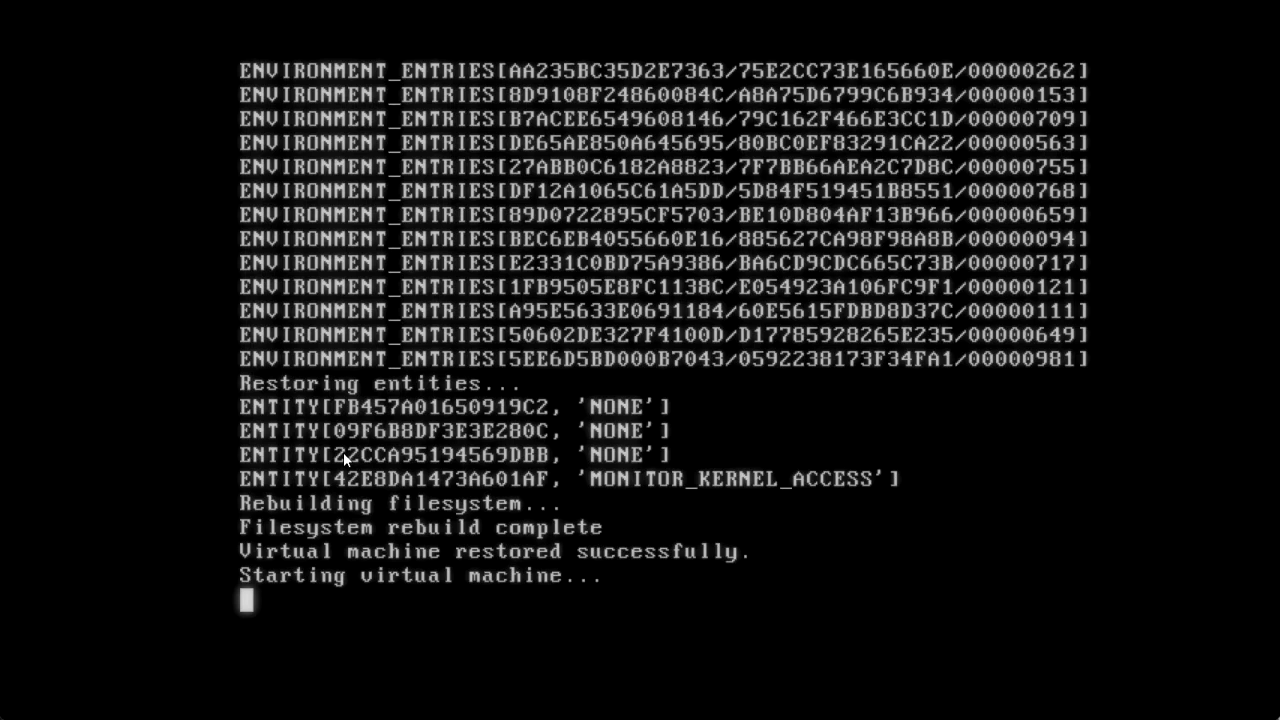 ENVIRONMENT_ENTRIES[AA235BC35D2E7363/75E2CC73E165660E/00000262]
ENVIRONMENT_ENTRIES[8D9108F24860084C/A8A75D6799C6B934/00000153]
ENVIRONMENT_ENTRIES[B7ACEE6549608146/79C162F466E3CC1D/00000709]
ENVIRONMENT_ENTRIES[DE65AE850A645695/80BC0EF83291CA22/00000563]
ENVIRONMENT_ENTRIES[27ABB0C6182A8823/7F7BB66AEA2C7D8C/00000755]
ENVIRONMENT_ENTRIES[DF12A1065C61A5DD/5D84F519451B8551/00000768]
ENVIRONMENT_ENTRIES[89D0722895CF5703/BE10D804AF13B966/00000659]
ENVIRONMENT_ENTRIES[BEC6EB4055660E16/885627CA98F98A8B/00000094]
ENVIRONMENT_ENTRIES[E2331C0BD75A9386/BA6CD9CDC665C73B/00000717]
ENVIRONMENT_ENTRIES[1FB9505E8FC1138C/E054923A106FC9F1/00000121]
ENVIRONMENT_ENTRIES[A95E5633E0691184/60E5615FDBD8D37C/00000111]
ENVIRONMENT_ENTRIES[50602DE327F4100D/D17785928265E235/00000649]
ENVIRONMENT_ENTRIES[5EE6D5BD000B7043/0592238173F34FA1/00000981]
Restoring entities...
ENTITY[FB457A01650919C2, 'NONE']
ENTITY[09F6B8DF3E3E280C, 'NONE']
ENTITY[22CCA95194569DBB, 'NONE']
ENTITY[42E8DA1473A601AF, 'MONITOR_KERNEL_ACCESS']
Rebuilding filesystem...
Filesystem rebuild complete
Virtual machine restored successfully.
Starting virtual machine...